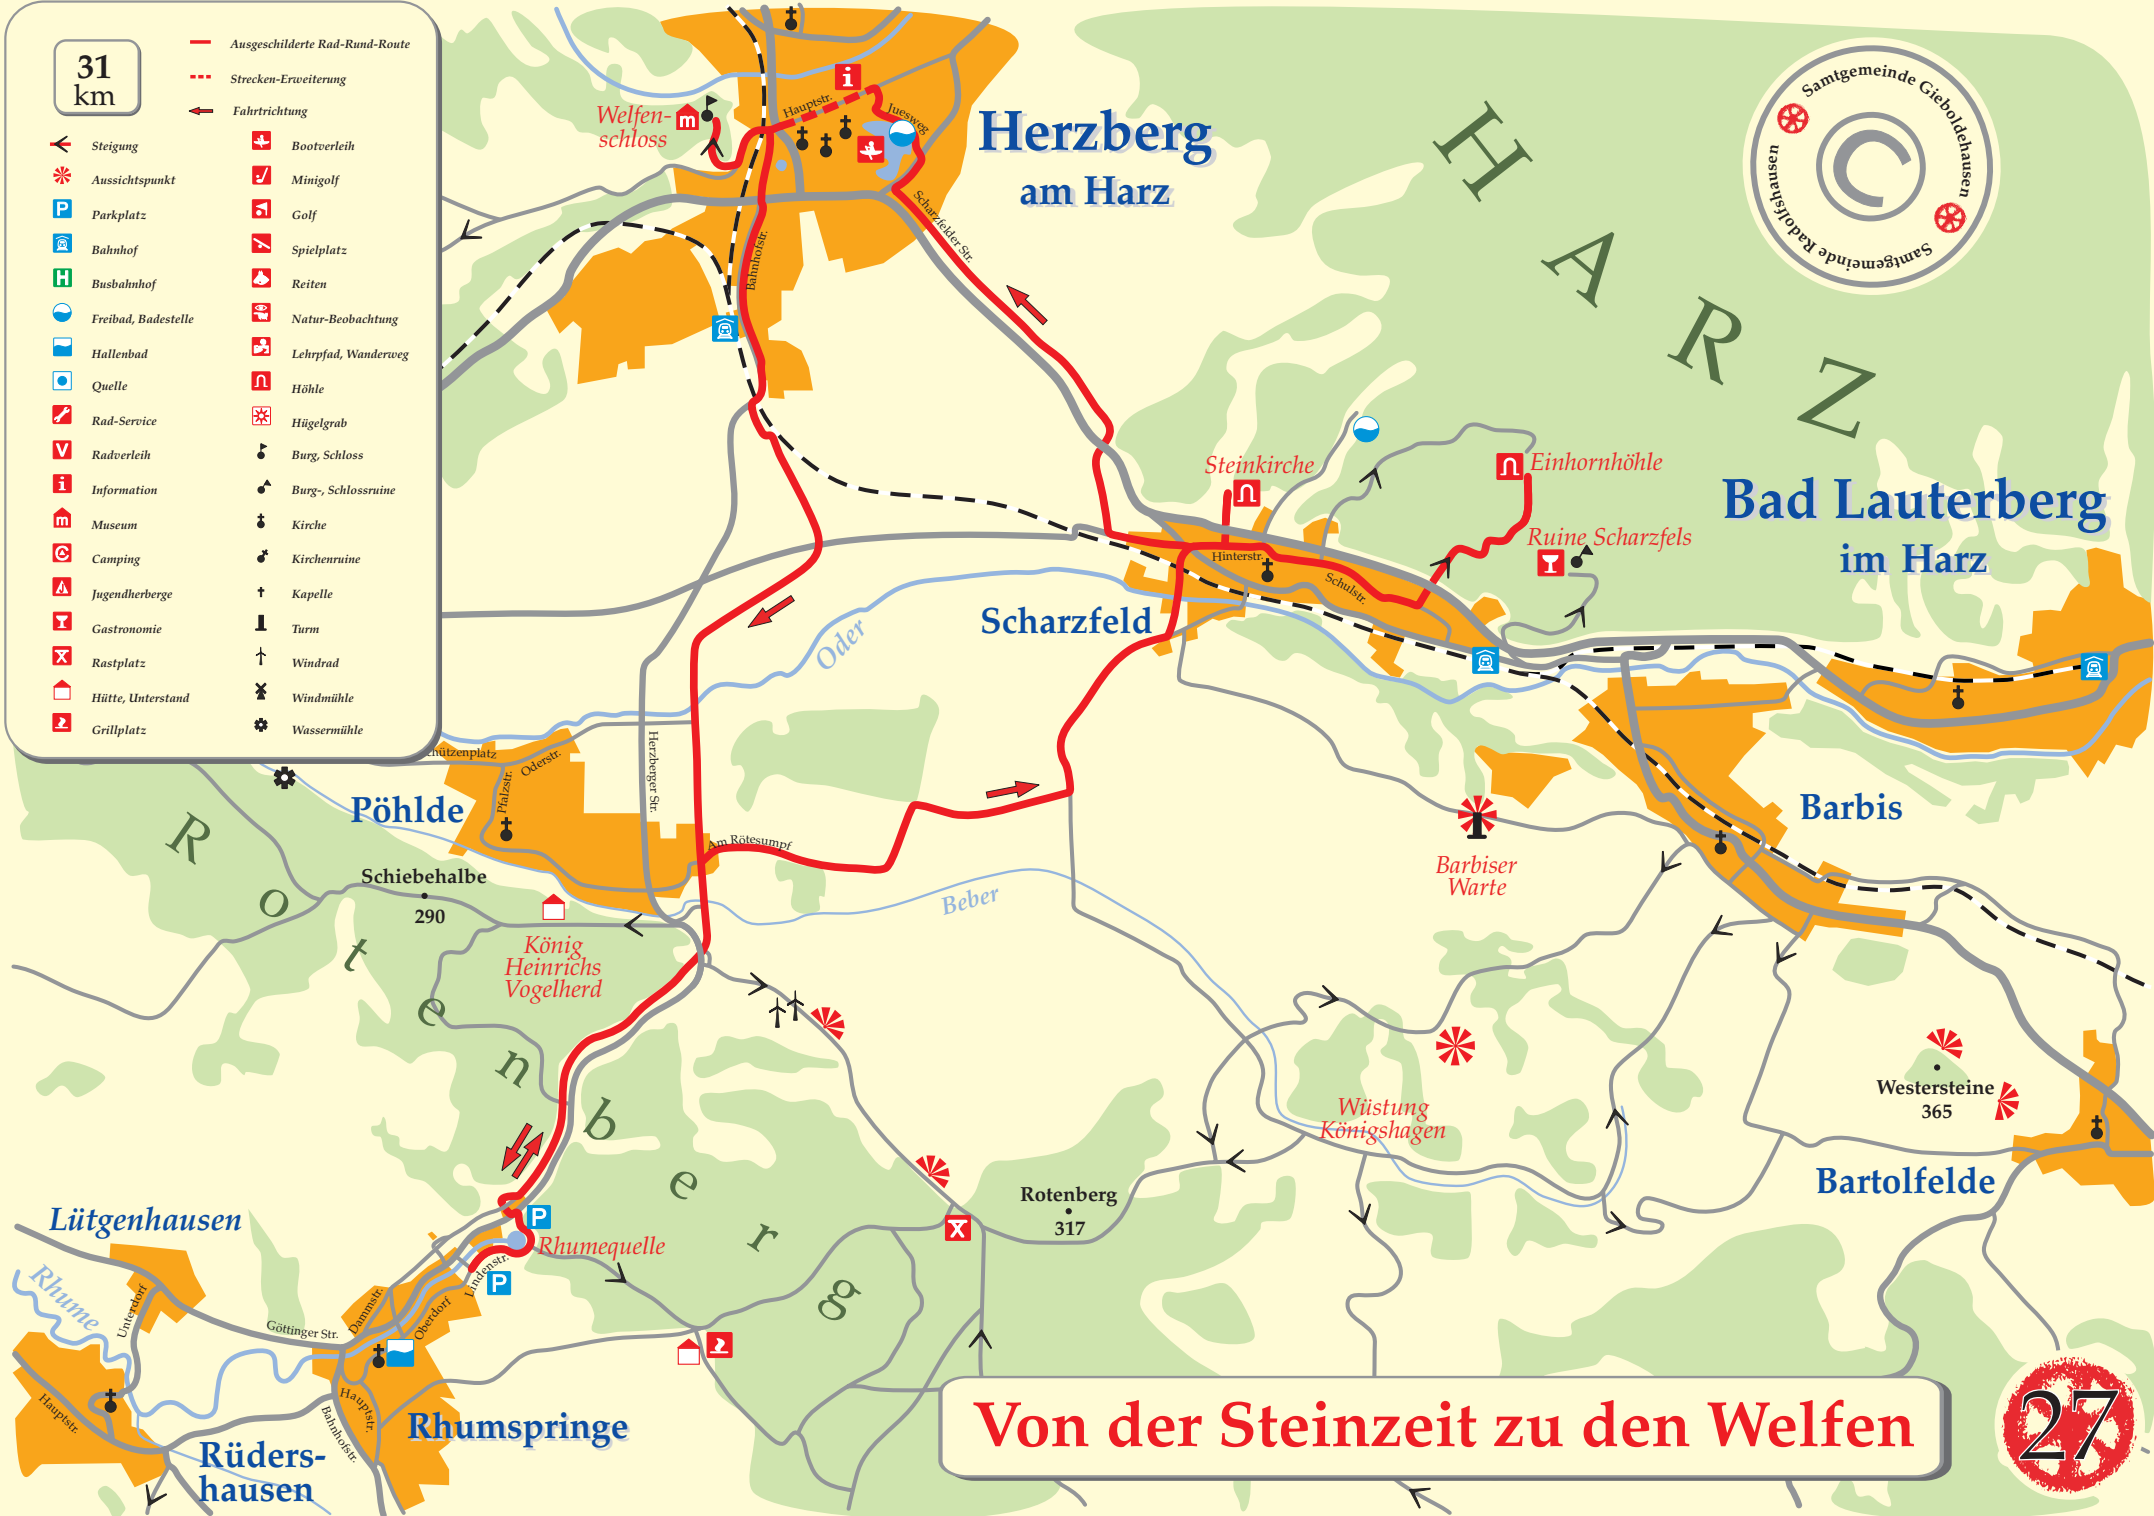 31
km
Ausgeschilderte Rad-Rund-Route
Strecken-Erweiterung
Fahrtrichtung
Steigung
Aussichtspunkt
Parkplatz
Bahnhof
Busbahnhof
Freibad, Badestelle
Hallenbad
Quelle
Rad-Service
Radverleih
Information
Museum
Camping
Jugendherberge
Gastronomie
Rastplatz
Hütte, Unterstand
Grillplatz
Bootverleih
Minigolf
Golf
Spielplatz
Reiten
Natur-Beobachtung
Lehrpfad, Wanderweg
Höhle
Hügelgrab
Burg, Schloss
Burg-, Schlossruine
Kirche
Kirchenruine
Kapelle
Turm
Windrad
Windmühle
Wassermühle
Welfen-
schloss
Hauptstr.
Juesweg
Herzberg
am Harz
Scharzfelder Str.
Bahnhofstr.
HARZ
Samtgemeinde Gieboldehausen
Samtgemeinde Radolfshausen
Steinkirche
Einhornhöhle
Ruine Scharzfels
Bad Lauterberg
im Harz
Hinterstr.
Schulstr.
Scharzfeld
Oder
Herzberger Str.
hützenplatz
Oderstr.
Pfalzstr.
Pöhlde
Am Rötesumpf
Schiebehalbe
290
König
Heinrichs
Vogelherd
Beber
Barbis
Barbiser
Warte
Rotenberg
Westersteine
365
Wüstung
Königshagen
Bartolfelde
Rotenberg
317
Lütgenhausen
Rhume
Unterdorf
Göttinger Str.
Dammstr.
Oberdorf
Lindenstr.
Rhumequelle
P
P
Hauptstr.
Hauptstr.
Bahnhofstr.
Rhumspringe
Rüders-
hausen
Von der Steinzeit zu den Welfen
27